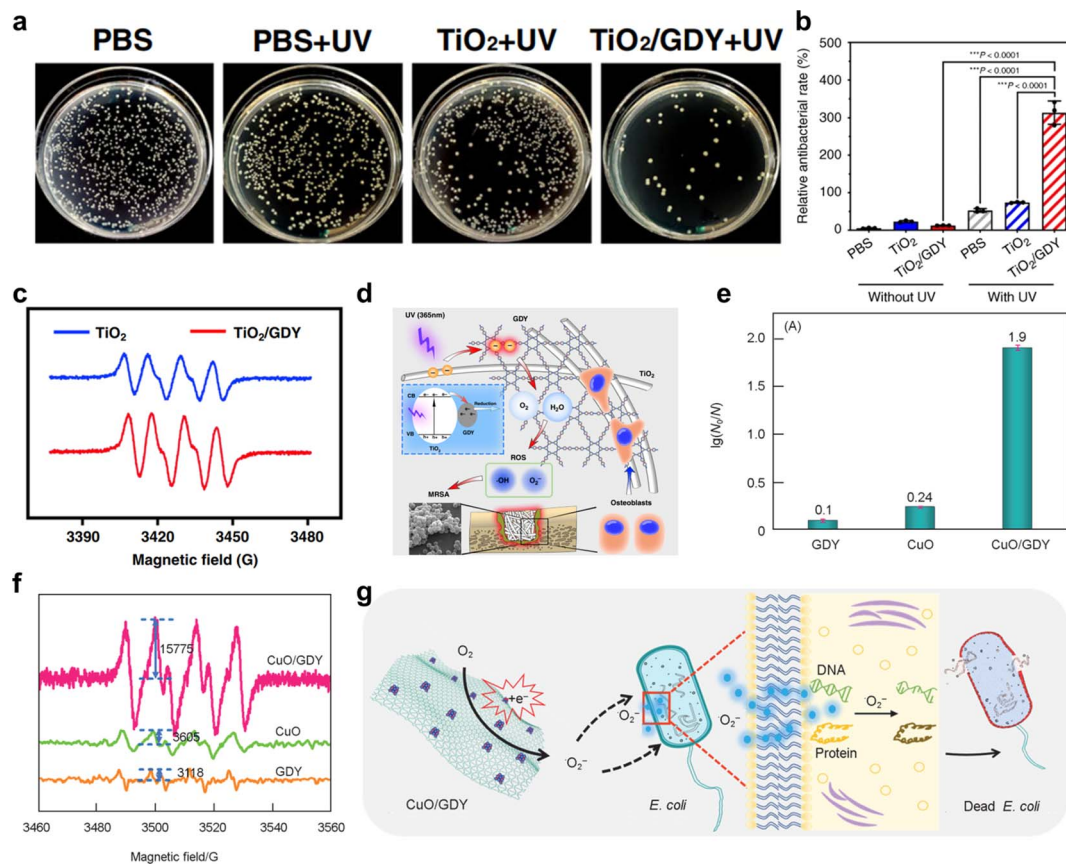 a
PBS
PBS+UV
TiO₂+UV
TiO₂/GDY+UV
b
Relative antibacterial rate (%)
500
400
300
200
100
0
***P < 0.0001
***P < 0.0001
***P < 0.0001
PBS
TiO₂
TiO₂/GDY
PBS
TiO₂
TiO₂/GDY
Without UV
With UV
c
TiO₂
TiO₂/GDY
3390
3420
3450
3480
Magnetic field (G)
d
UV (365nm)
GDY
TiO₂
CB
Reduction
GDY
VB
TiO₂
O₂
H₂O
ROS
·OH
O₂⁻
MRSA
Osteoblasts
e
(A)
lg(N₀/N)
2.0
1.5
1.0
0.5
0
0.1
0.24
1.9
GDY
CuO
CuO/GDY
f
15775
CuO/GDY
3605
CuO
3118
GDY
3460
3480
3500
3520
3540
3560
Magnetic field/G
g
O₂
+e⁻
·O₂⁻
CuO/GDY
O₂⁻
E. coli
·O₂⁻
DNA
·O₂⁻
Protein
Dead E. coli